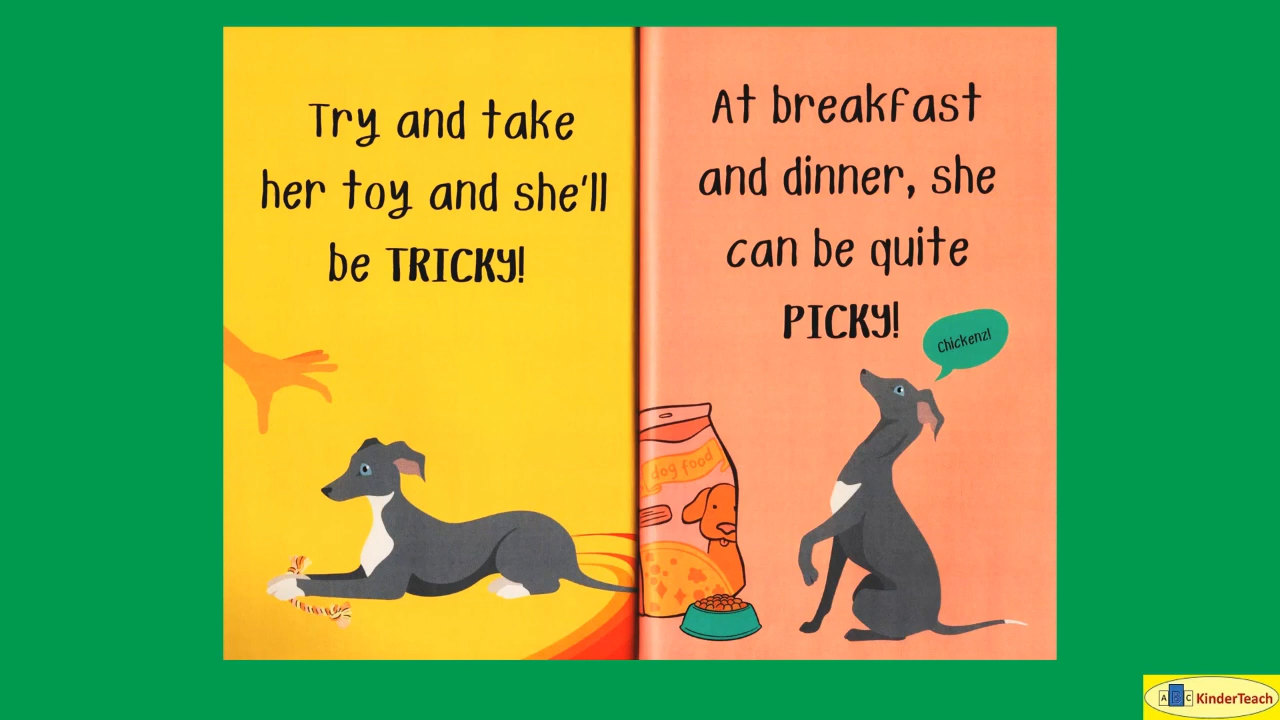 Try and take
her toy and she'll
be TRICKY!
At breakfast
and dinner, she
can be quite
PICKY!
Chickenz!
dog food
ABC KinderTeach